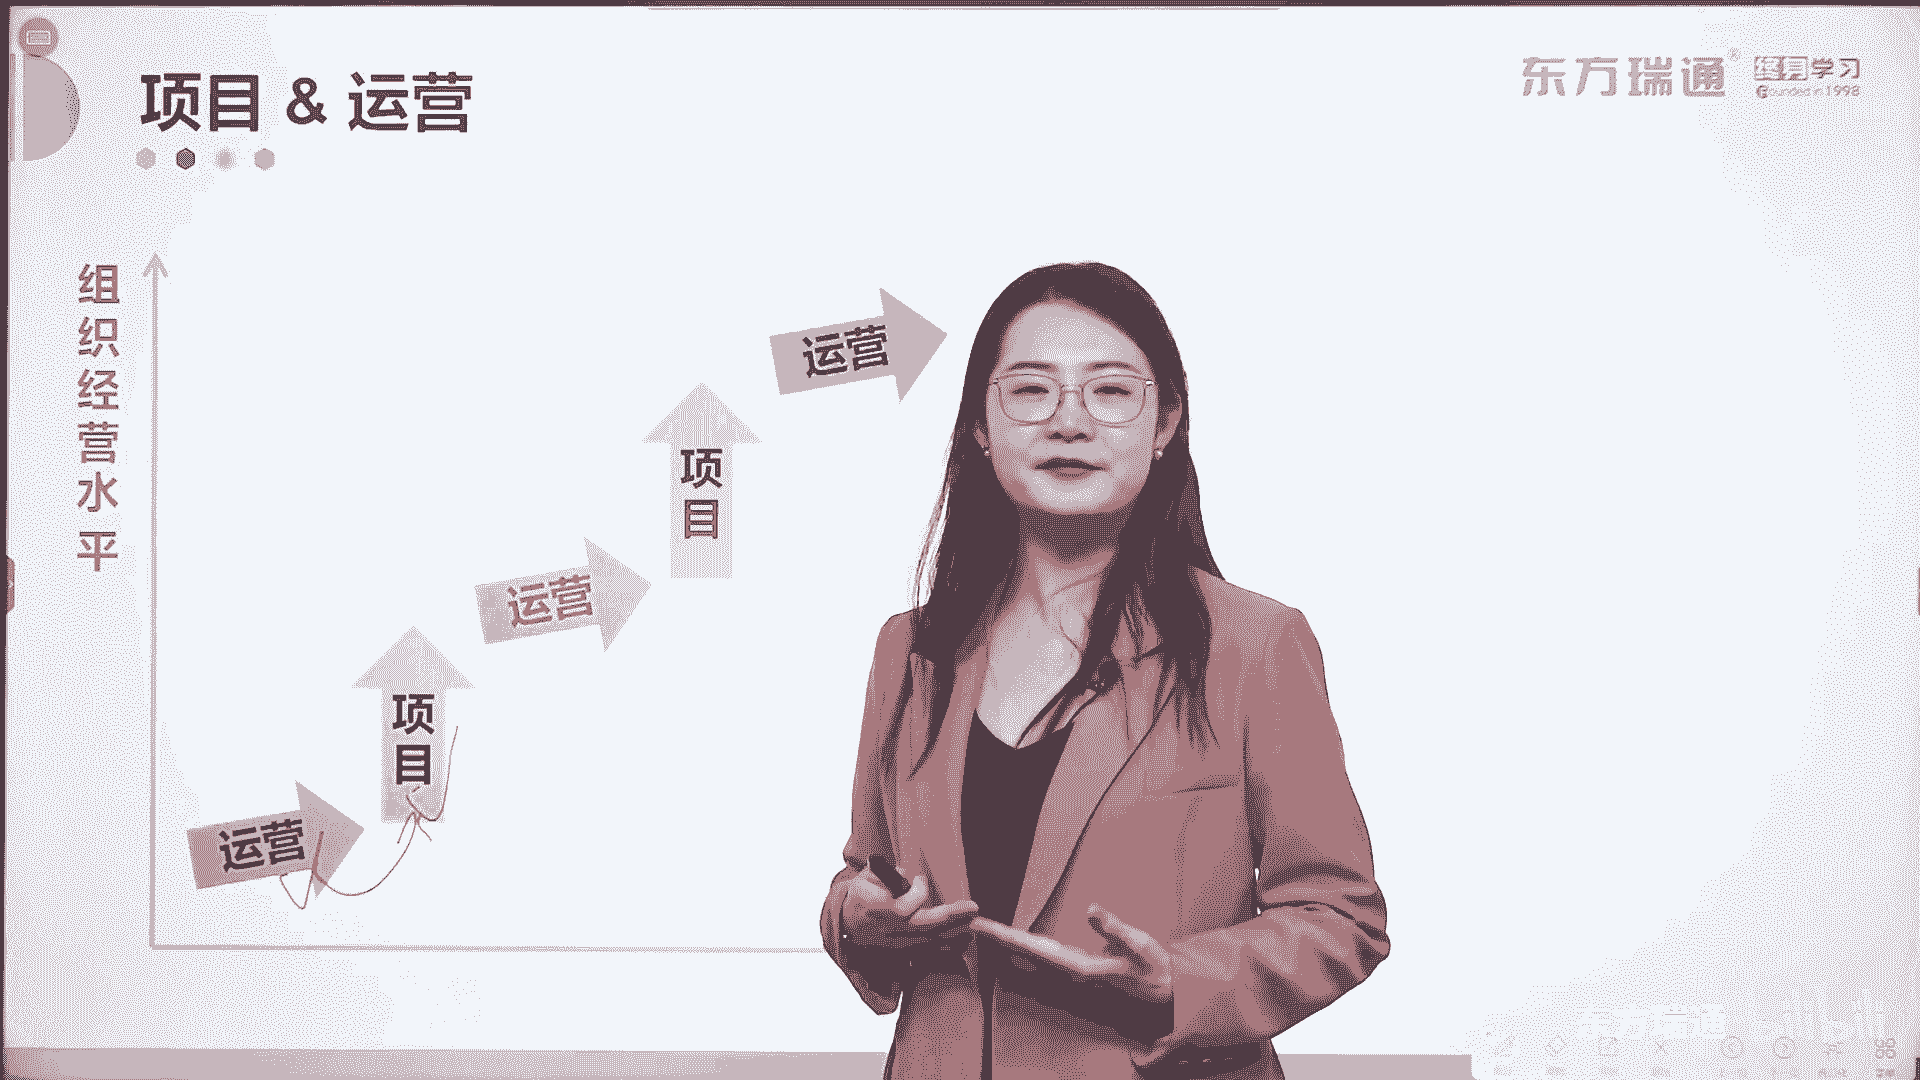 项目 & 运营
东方瑞通®
终身学习
Founded in 1998
组织经营水平
运营
项目
运营
项目
运营
东方瑞通